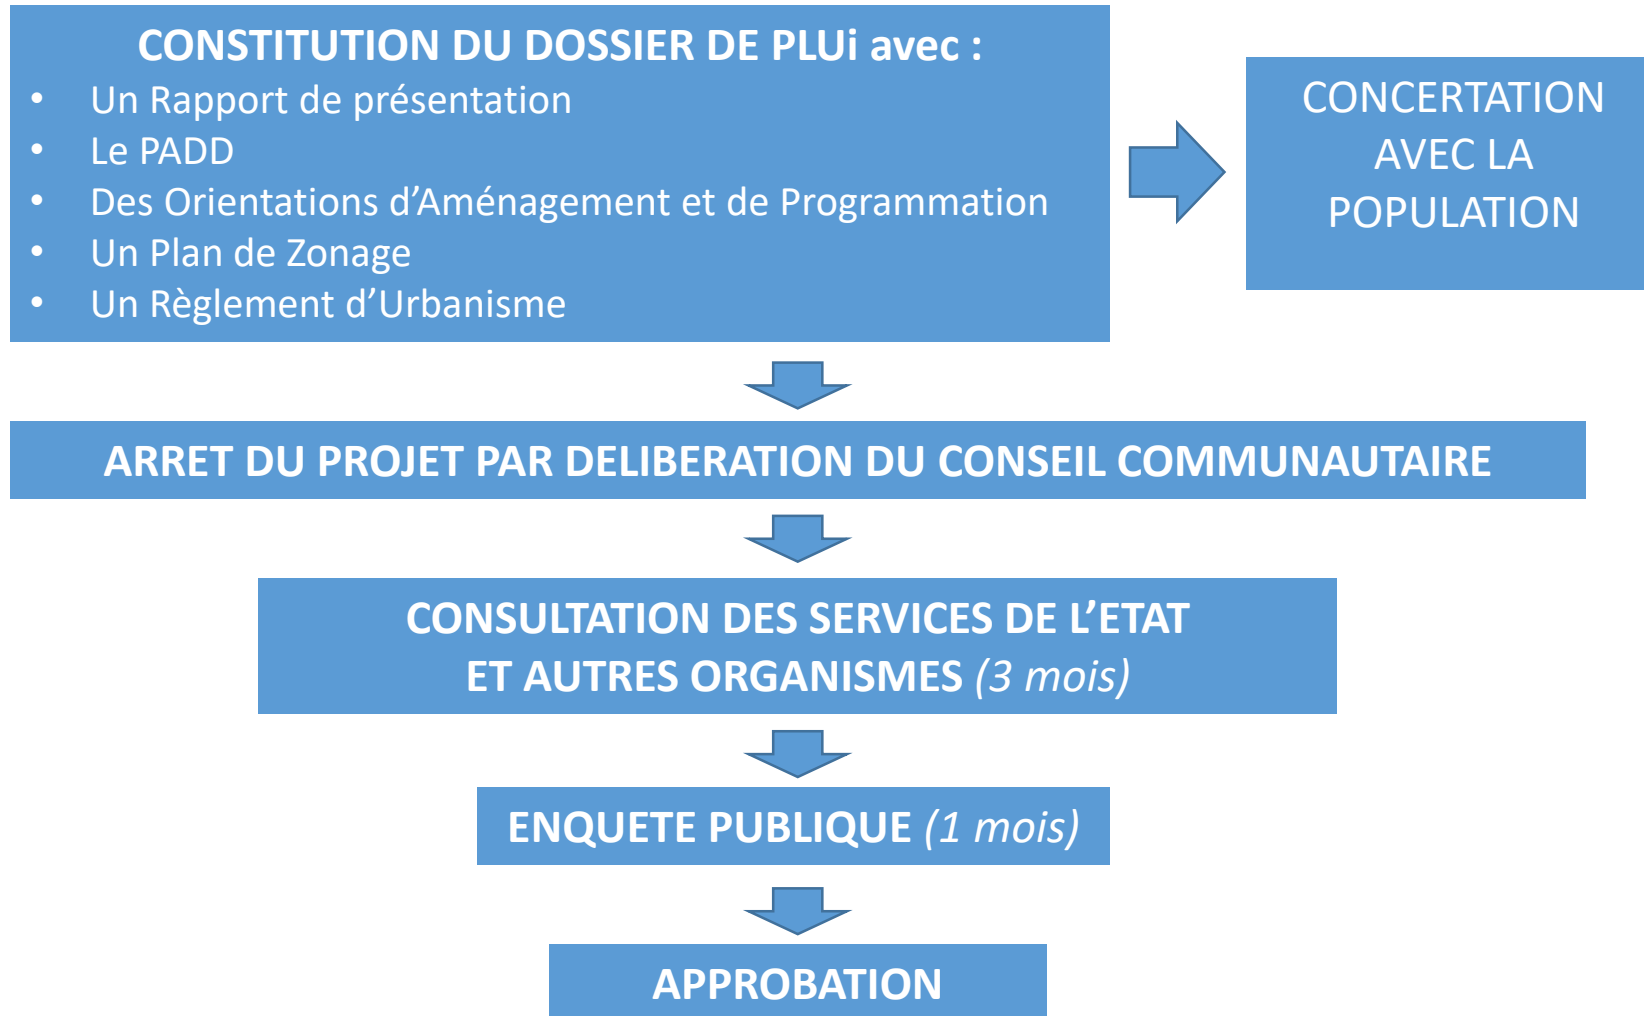 CONSTITUTION DU DOSSIER DE PLUi avec :
• Un Rapport de présentation
• Le PADD
• Des Orientations d’Aménagement et de Programmation
• Un Plan de Zonage
• Un Règlement d’Urbanisme
CONCERTATION
AVEC LA
POPULATION
ARRET DU PROJET PAR DELIBERATION DU CONSEIL COMMUNAUTAIRE
CONSULTATION DES SERVICES DE L’ETAT
ET AUTRES ORGANISMES (3 mois)
ENQUETE PUBLIQUE (1 mois)
APPROBATION